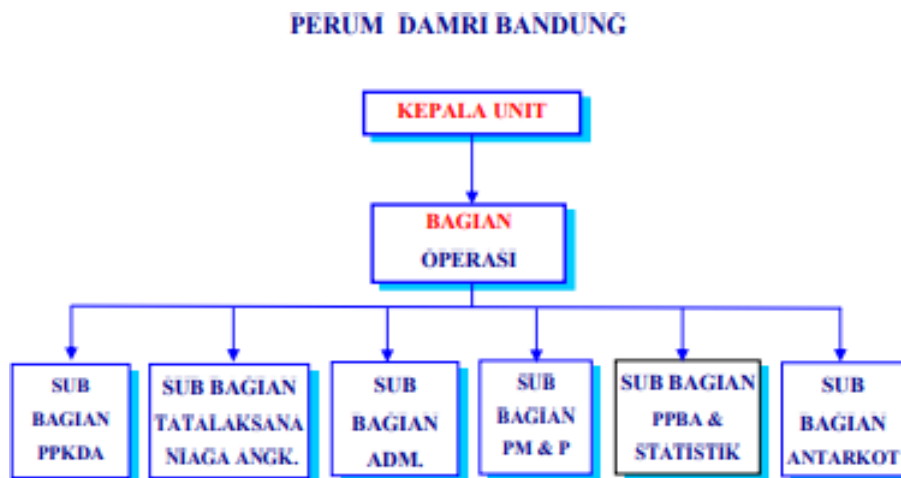 PERUM DAMRI BANDUNG
KEPALA UNIT
BAGIAN
OPERASI
SUB
BAGIAN
PPKDA
SUB BAGIAN
TATALAKSANA
NIAGA ANGK.
SUB
BAGIAN
ADM.
SUB
BAGIAN
PM & P
SUB BAGIAN
PPBA &
STATISTIK
SUB
BAGIAN
ANTARKOT